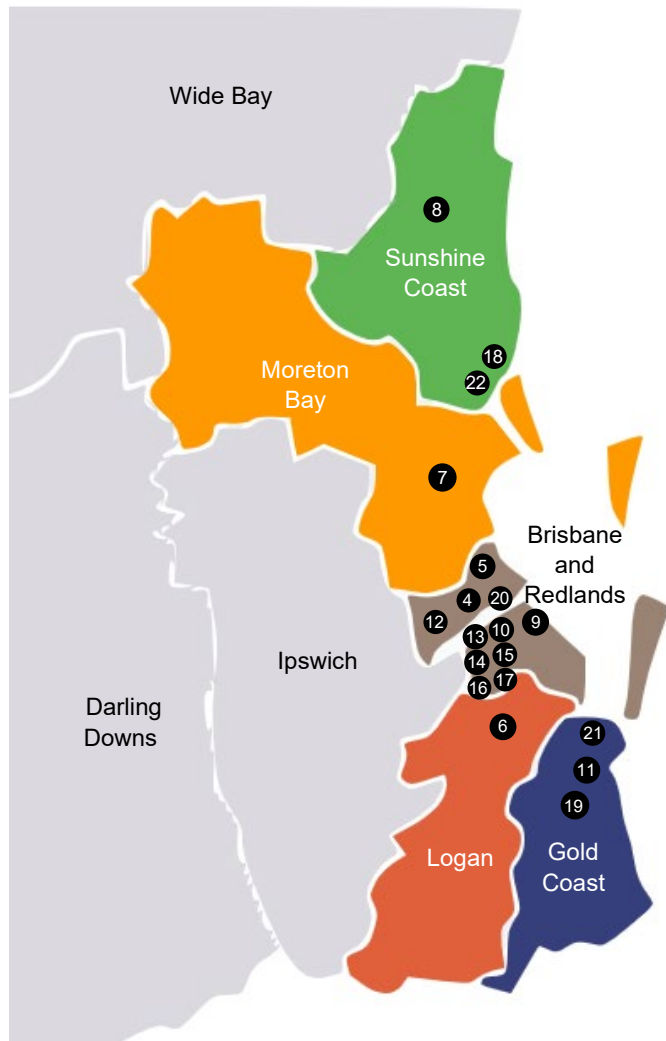 Wide Bay
8
Sunshine
Coast
18
22
Moreton
Bay
7
Brisbane
and
Redlands
5
4
20
12
13
10
9
14
15
16
17
Ipswich
Darling
Downs
6
21
11
19
Logan
Gold
Coast